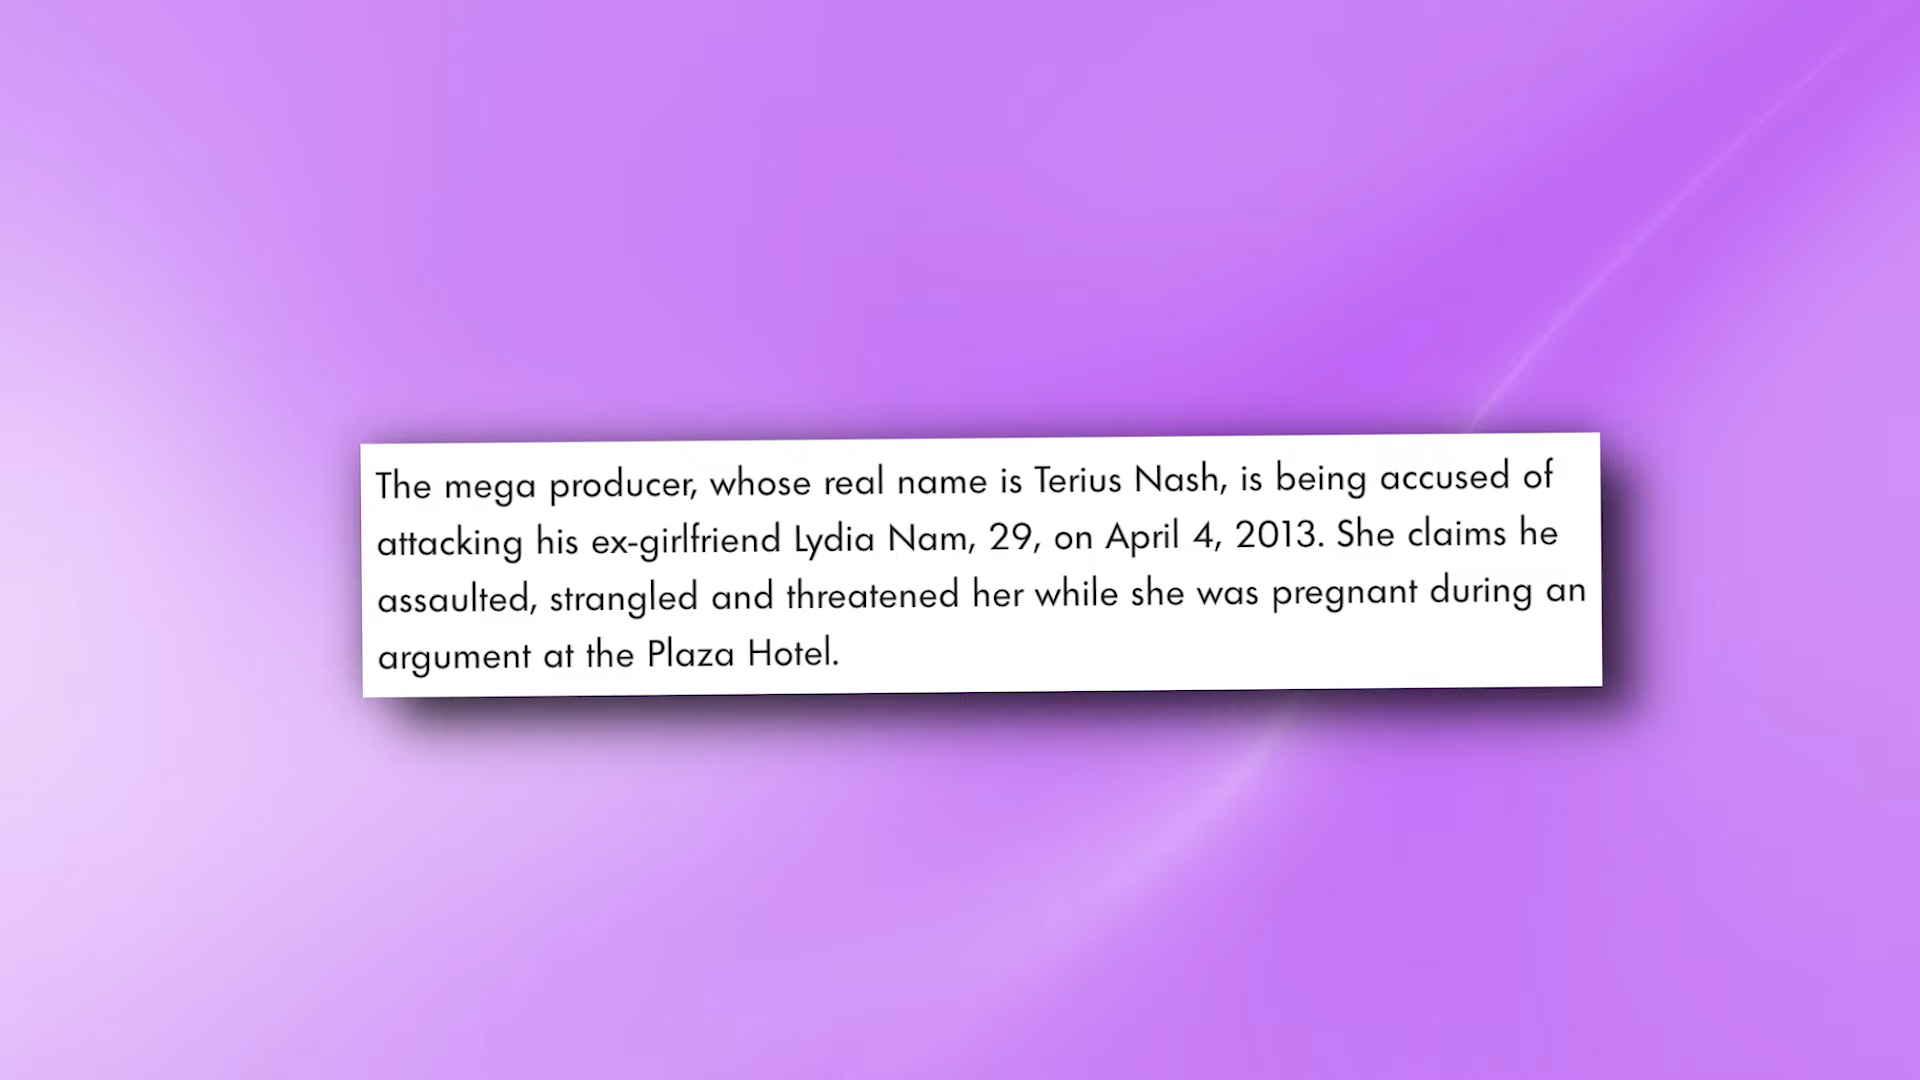 The mega producer, whose real name is Terius Nash, is being accused of
attacking his ex-girlfriend Lydia Nam, 29, on April 4, 2013. She claims he
assaulted, strangled and threatened her while she was pregnant during an
argument at the Plaza Hotel.